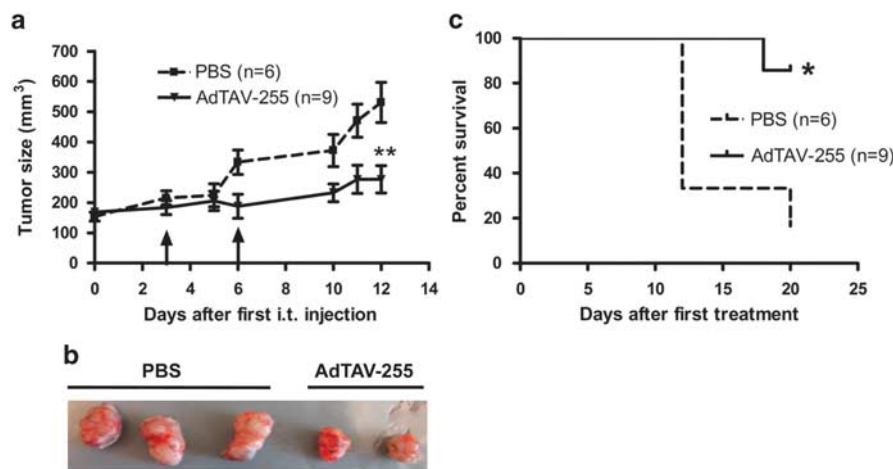 a
700
600
500
400
300
200
100
0
Tumor size (mm³)
PBS (n=6)
AdTAV-255 (n=9)
**
0 2 4 6 8 10 12 14
Days after first i.t. injection
b
PBS AdTAV-255
c
100
80
60
40
20
0
Percent survival
*
PBS (n=6)
AdTAV-255 (n=9)
0 5 10 15 20 25
Days after first treatment